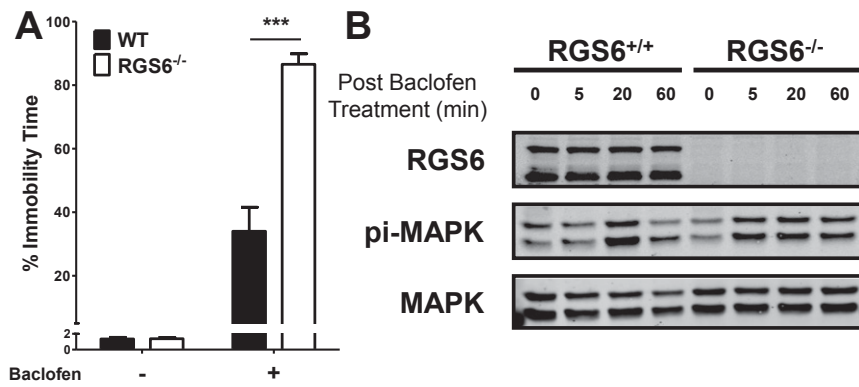 A
% Immobility Time
100
80
60
40
20
2
0
WT
RGS6-/-
***
Baclofen - +
B
RGS6+/+ RGS6-/-
Post Baclofen
Treatment (min)
0 5 20 60 0 5 20 60
RGS6
pi-MAPK
MAPK